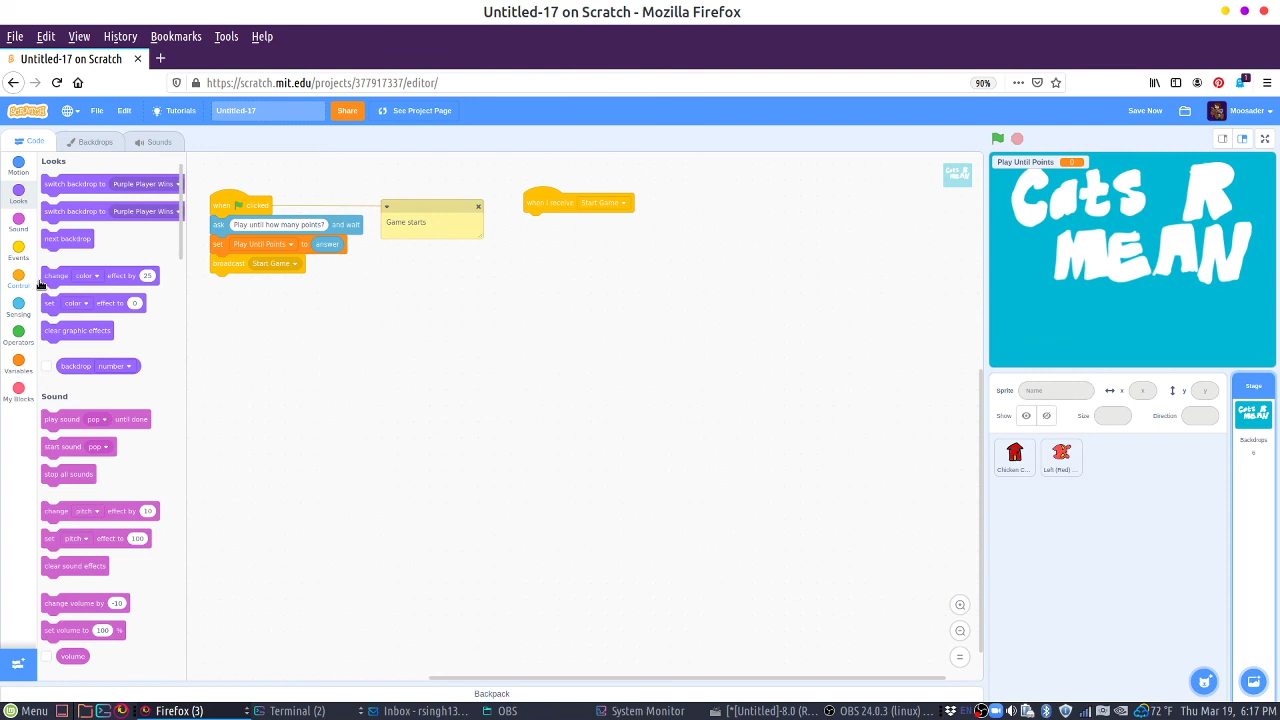 Untitled-17 on Scratch - Mozilla Firefox
File Edit View History Bookmarks Tools Help
Untitled-17 on Scratch
https://scratch.mit.edu/projects/377917337/editor/ 90%
SCRATCH File Edit Tutorials Untitled-17 Share See Project Page Save Now Moosader
Code Backdrops Sounds
Motion
Looks
Sound
Events
Control
Sensing
Operators
Variables
My Blocks
Looks
switch backdrop to Purple Player Wins
switch backdrop to Purple Player Wins
next backdrop
change color effect by 25
set color effect to 0
clear graphic effects
backdrop number
Sound
play sound pop until done
start sound pop
stop all sounds
change pitch effect by 10
set pitch effect to 100
clear sound effects
change volume by -10
set volume to 100 %
volume
when clicked
ask Play until how many points? and wait
set Play Until Points to answer
broadcast Start Game
Game starts
when I receive Start Game
Play Until Points 0
Cats R
MEAN
Sprite Name x x y y
Show Size Direction
Chicken C...
Left (Red) ...
Stage
Cats R
MEAN
Backdrops
6
Backpack
Menu Firefox (3) Terminal (2) Inbox - rsingh13... OBS System Monitor [*[Untitled]-8.0 (R... OBS 24.0.3 (linux) ... EN 72 °F Thu Mar 19, 6:17 PM